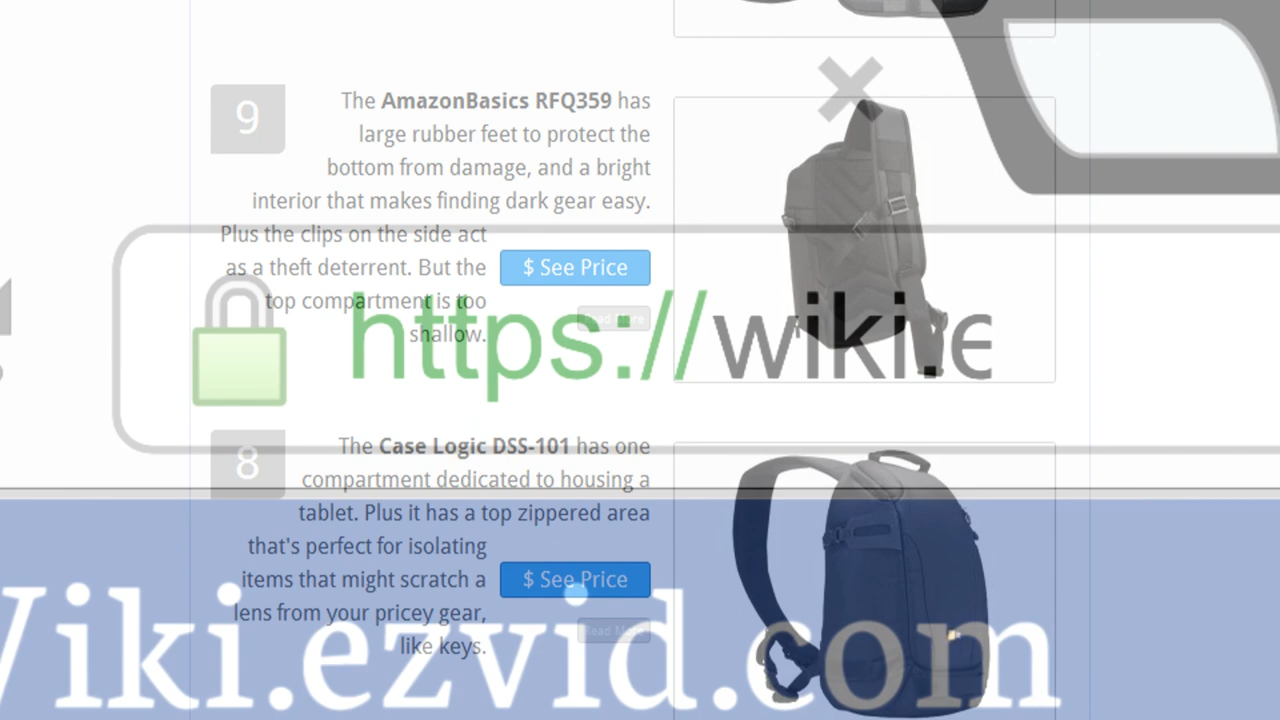 9
The AmazonBasics RFQ359 has
large rubber feet to protect the
bottom from damage, and a bright
interior that makes finding dark gear easy.
Plus the clips on the side act
as a theft deterrent. But the
top compartment is too
shallow.
$ See Price
Read More
https://wiki.e
8
The Case Logic DSS-101 has one
compartment dedicated to housing a
tablet. Plus it has a top zippered area
that's perfect for isolating
items that might scratch a
lens from your pricey gear,
like keys.
$ See Price
Read More
Wiki.ezvid.com